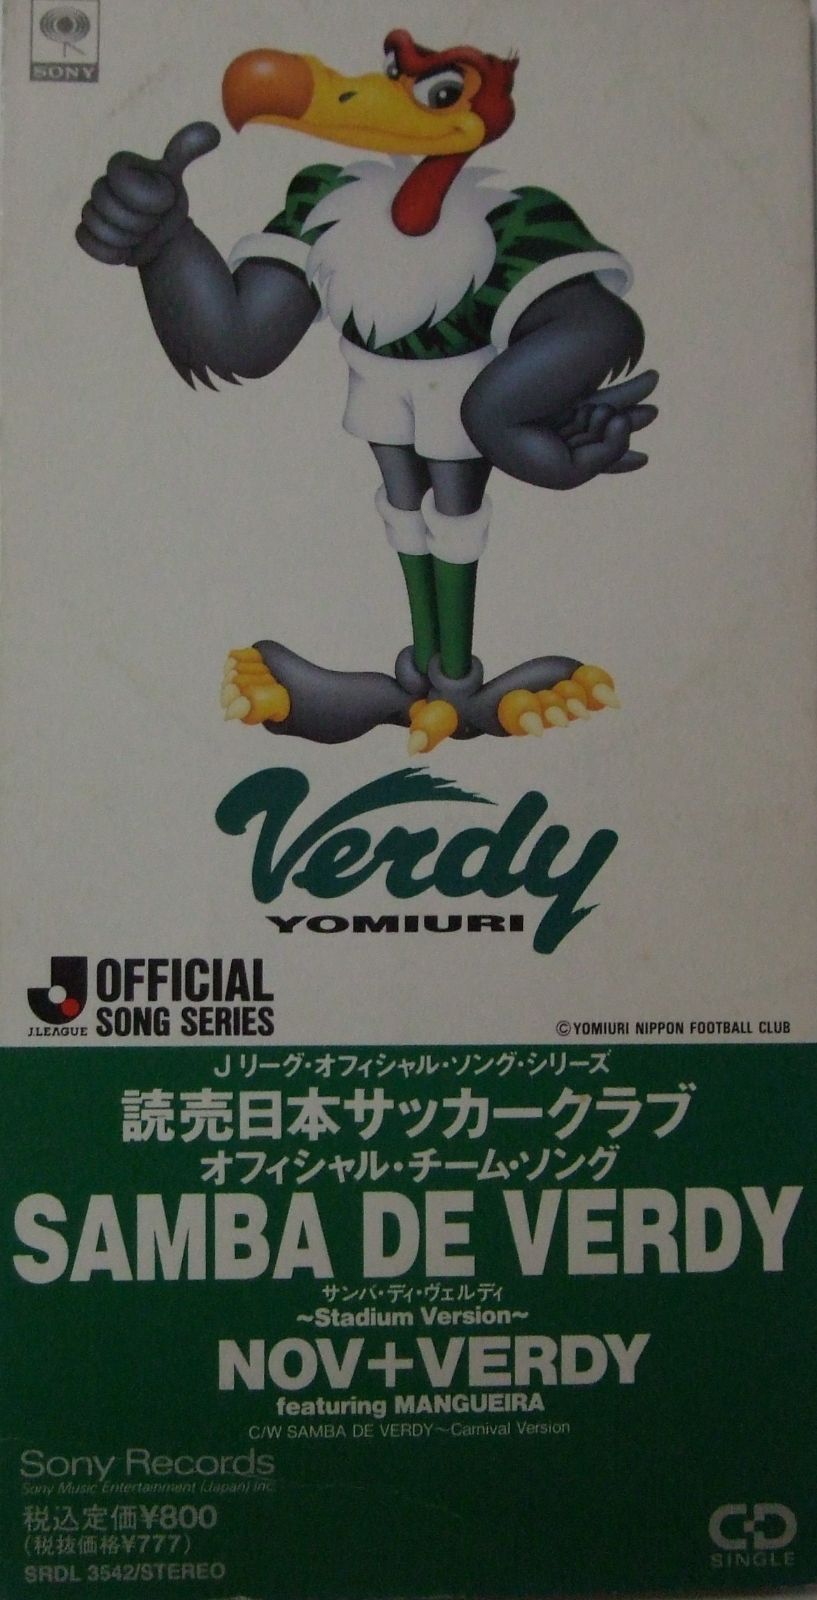 SONY
Verdy
YOMIURI
J.LEAGUE
OFFICIAL
SONG SERIES
©YOMIURI NIPPON FOOTBALL CLUB
Jリーグ・オフィシャル・ソング・シリーズ
読売日本サッカークラブ
オフィシャル・チーム・ソング
SAMBA DE VERDY
サンバ・ディ・ヴェルディ
~Stadium Version~
NOV+VERDY
featuring MANGUEIRA
C/W SAMBA DE VERDY~Carnival Version
Sony Records
Sony Music Entertainment (Japan) Inc.
税込定価¥800
(税抜価格¥777)
SRDL 3542/STEREO
CD
SINGLE